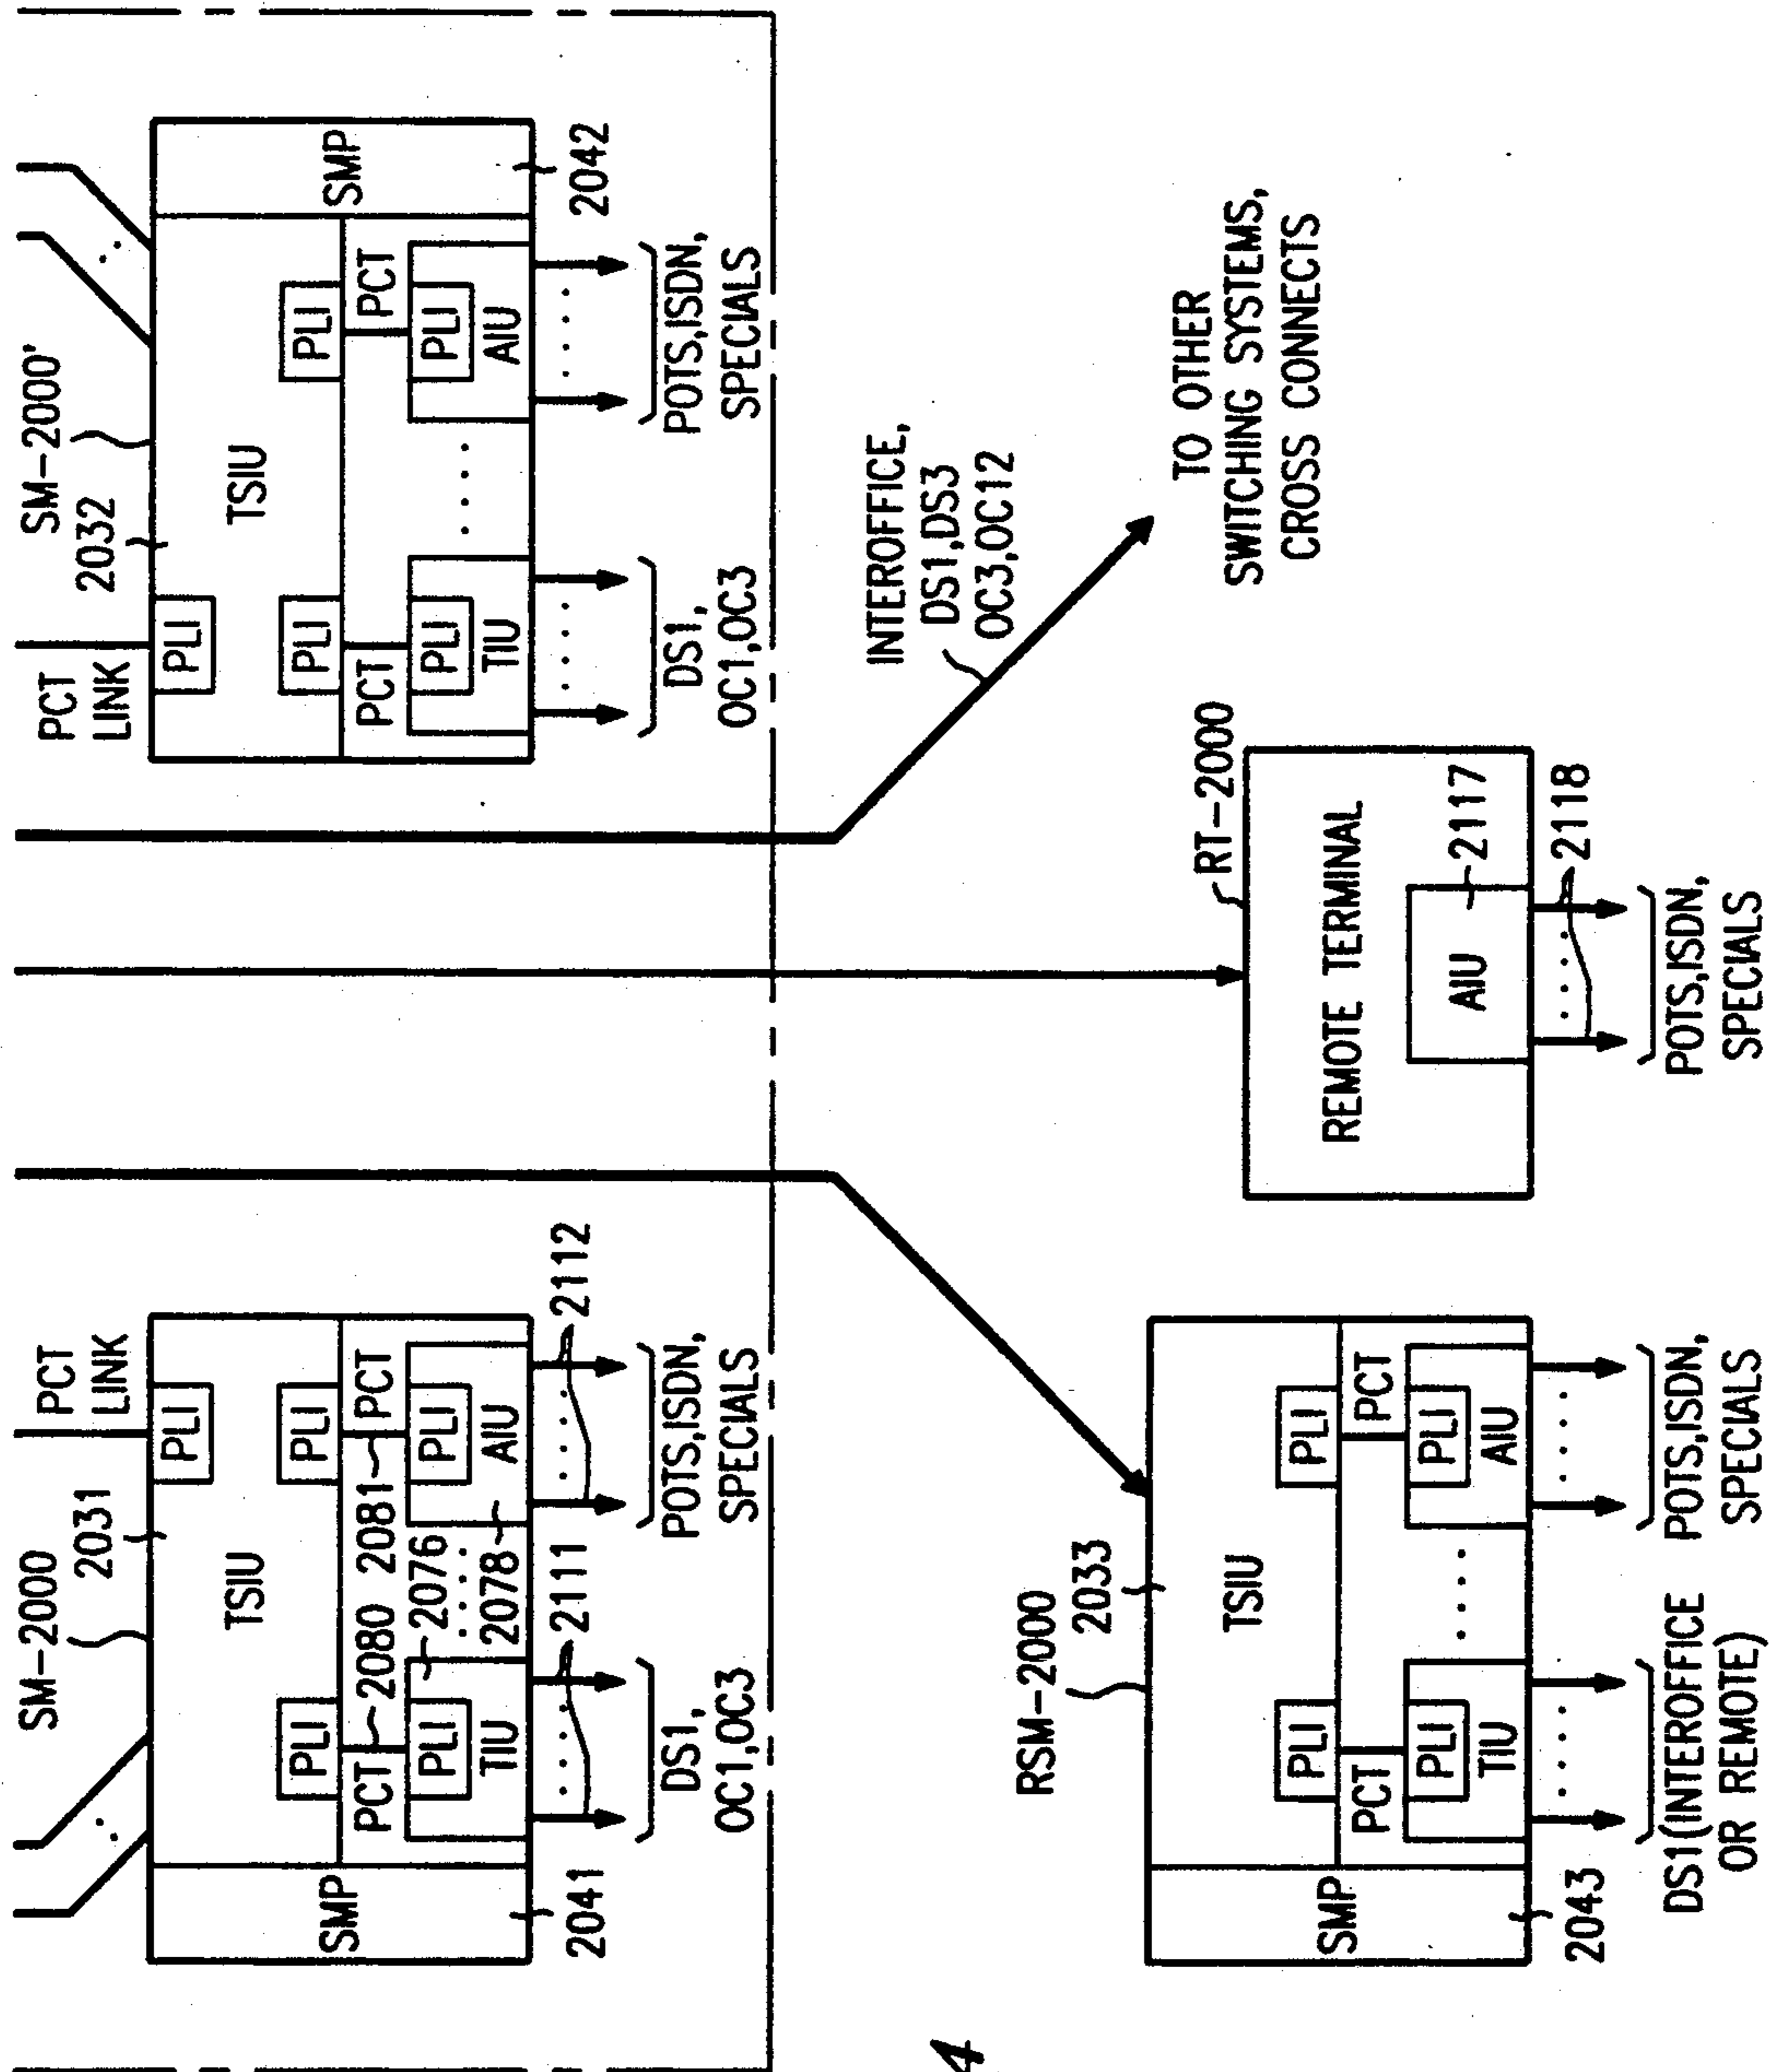 SM-2000
2031
PCT
LINK
TSIU
PLI
PLI
PLI
SMP
PCT
2080
2081
PCT
PLI
TIU
2076
2078
PLI
AIU
2041
2111
2112
DS1,
OC1,OC3
POTS,ISDN,
SPECIALS
PCT
LINK
2032
SM-2000'
PLI
TSIU
PLI
PLI
SMP
PCT
PCT
PLI
TIU
PLI
AIU
2042
DS1,
OC1,OC3
POTS,ISDN,
SPECIALS
INTEROFFICE,
DS1,DS3
OC3,OC12
TO OTHER
SWITCHING SYSTEMS,
CROSS CONNECTS
RSM-2000
2033
TSIU
PLI
PLI
SMP
PCT
PCT
PLI
TIU
PLI
AIU
2043
DS1(INTEROFFICE
OR REMOTE)
POTS,ISDN,
SPECIALS
RT-2000
REMOTE TERMINAL
AIU
2117
2118
POTS,ISDN,
SPECIALS
4